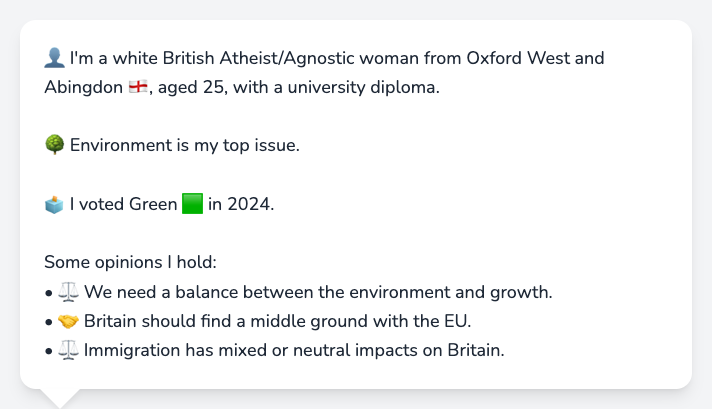 👤 I'm a white British Atheist/Agnostic woman from Oxford West and
Abingdon 🏴󠁧󠁢󠁥󠁮󠁧󠁿, aged 25, with a university diploma.
🌳 Environment is my top issue.
🗳️ I voted Green 🟩 in 2024.
Some opinions I hold:
• ⚖️ We need a balance between the environment and growth.
• 🤝 Britain should find a middle ground with the EU.
• ⚖️ Immigration has mixed or neutral impacts on Britain.